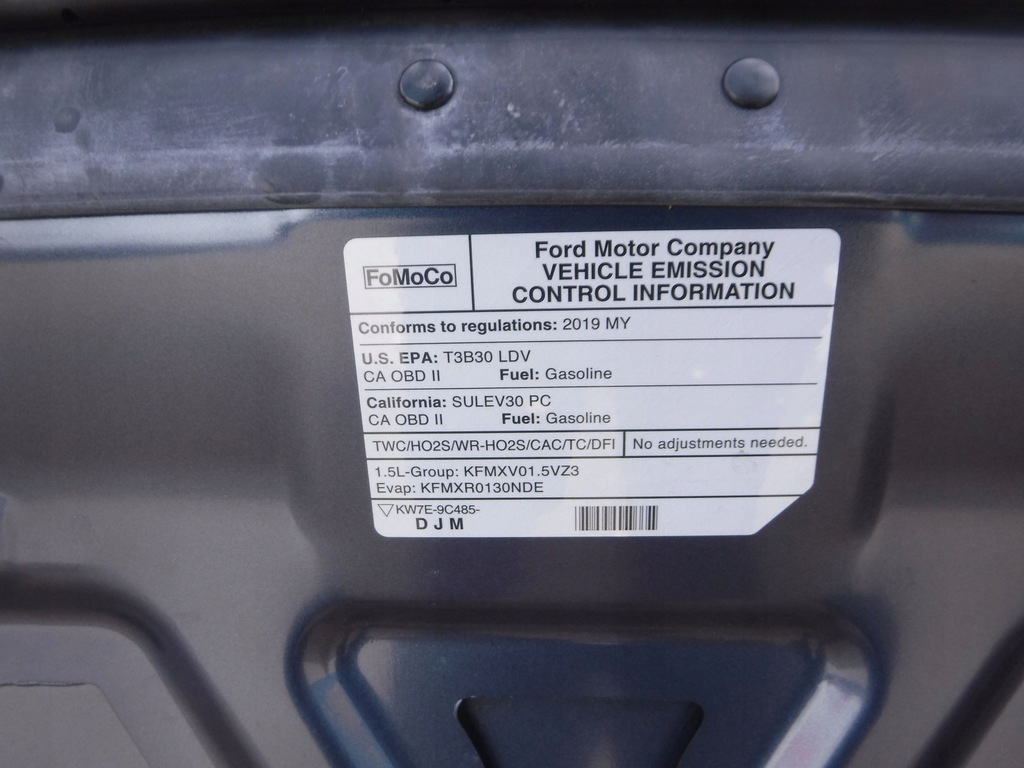 FoMoCo
Ford Motor Company
VEHICLE EMISSION
CONTROL INFORMATION
Conforms to regulations: 2019 MY
U.S. EPA: T3B30 LDV
CA OBD II Fuel: Gasoline
California: SULEV30 PC
CA OBD II Fuel: Gasoline
TWC/HO2S/WR-HO2S/CAC/TC/DFI No adjustments needed.
1.5L-Group: KFMXV01.5VZ3
Evap: KFMXR0130NDE
KW7E-9C485-
D J M